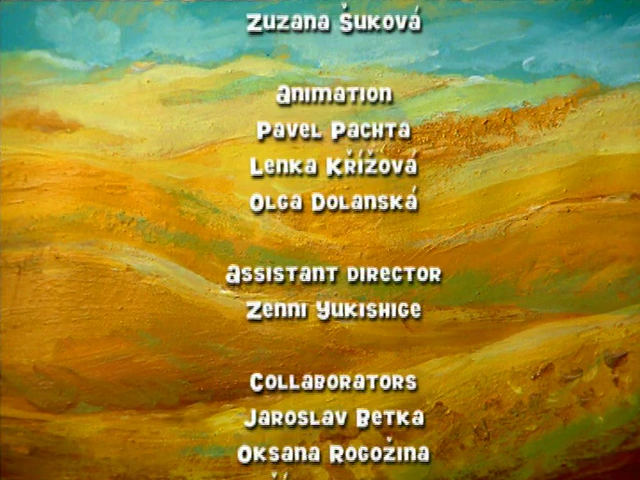 Zuzana Šuková
Animation
Pavel Pachta
Lenka Křížová
Olga Dolanská
Assistant director
Zenni Yukishige
Collaborators
Jaroslav Betka
Oksana Rogožina